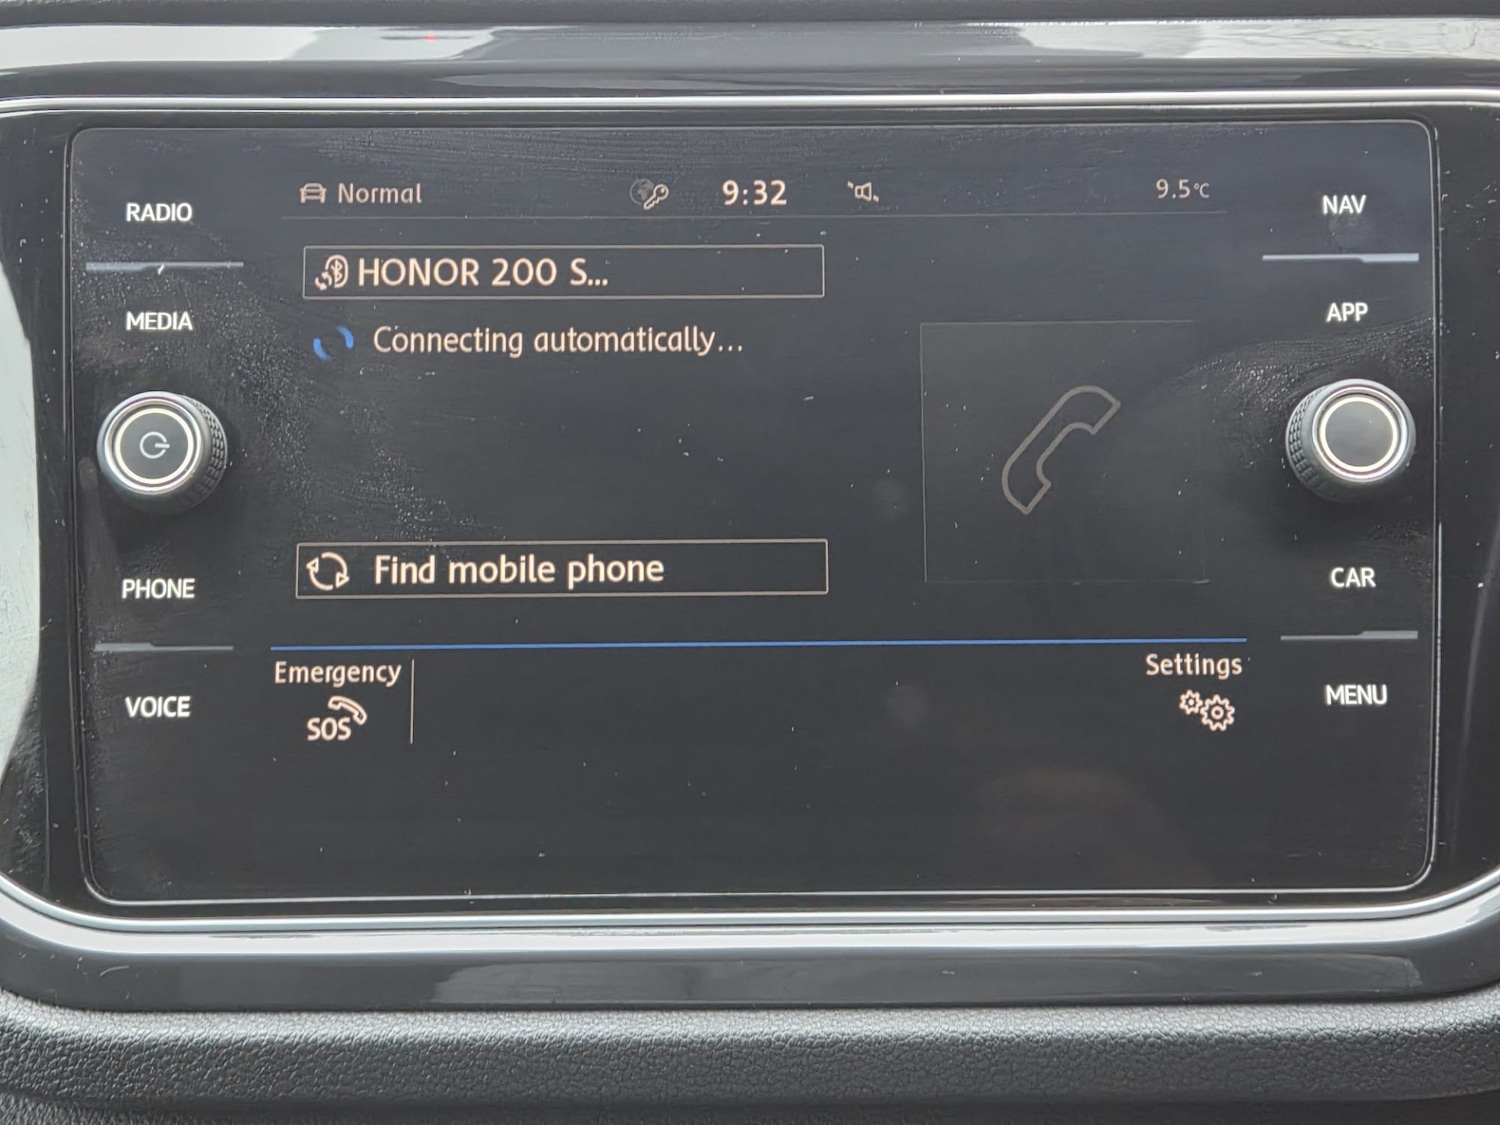 Normal
9:32
9.5°C
RADIO
NAV
HONOR 200 S...
MEDIA
APP
Connecting automatically...
Find mobile phone
PHONE
CAR
Emergency
SOS
Settings
VOICE
MENU